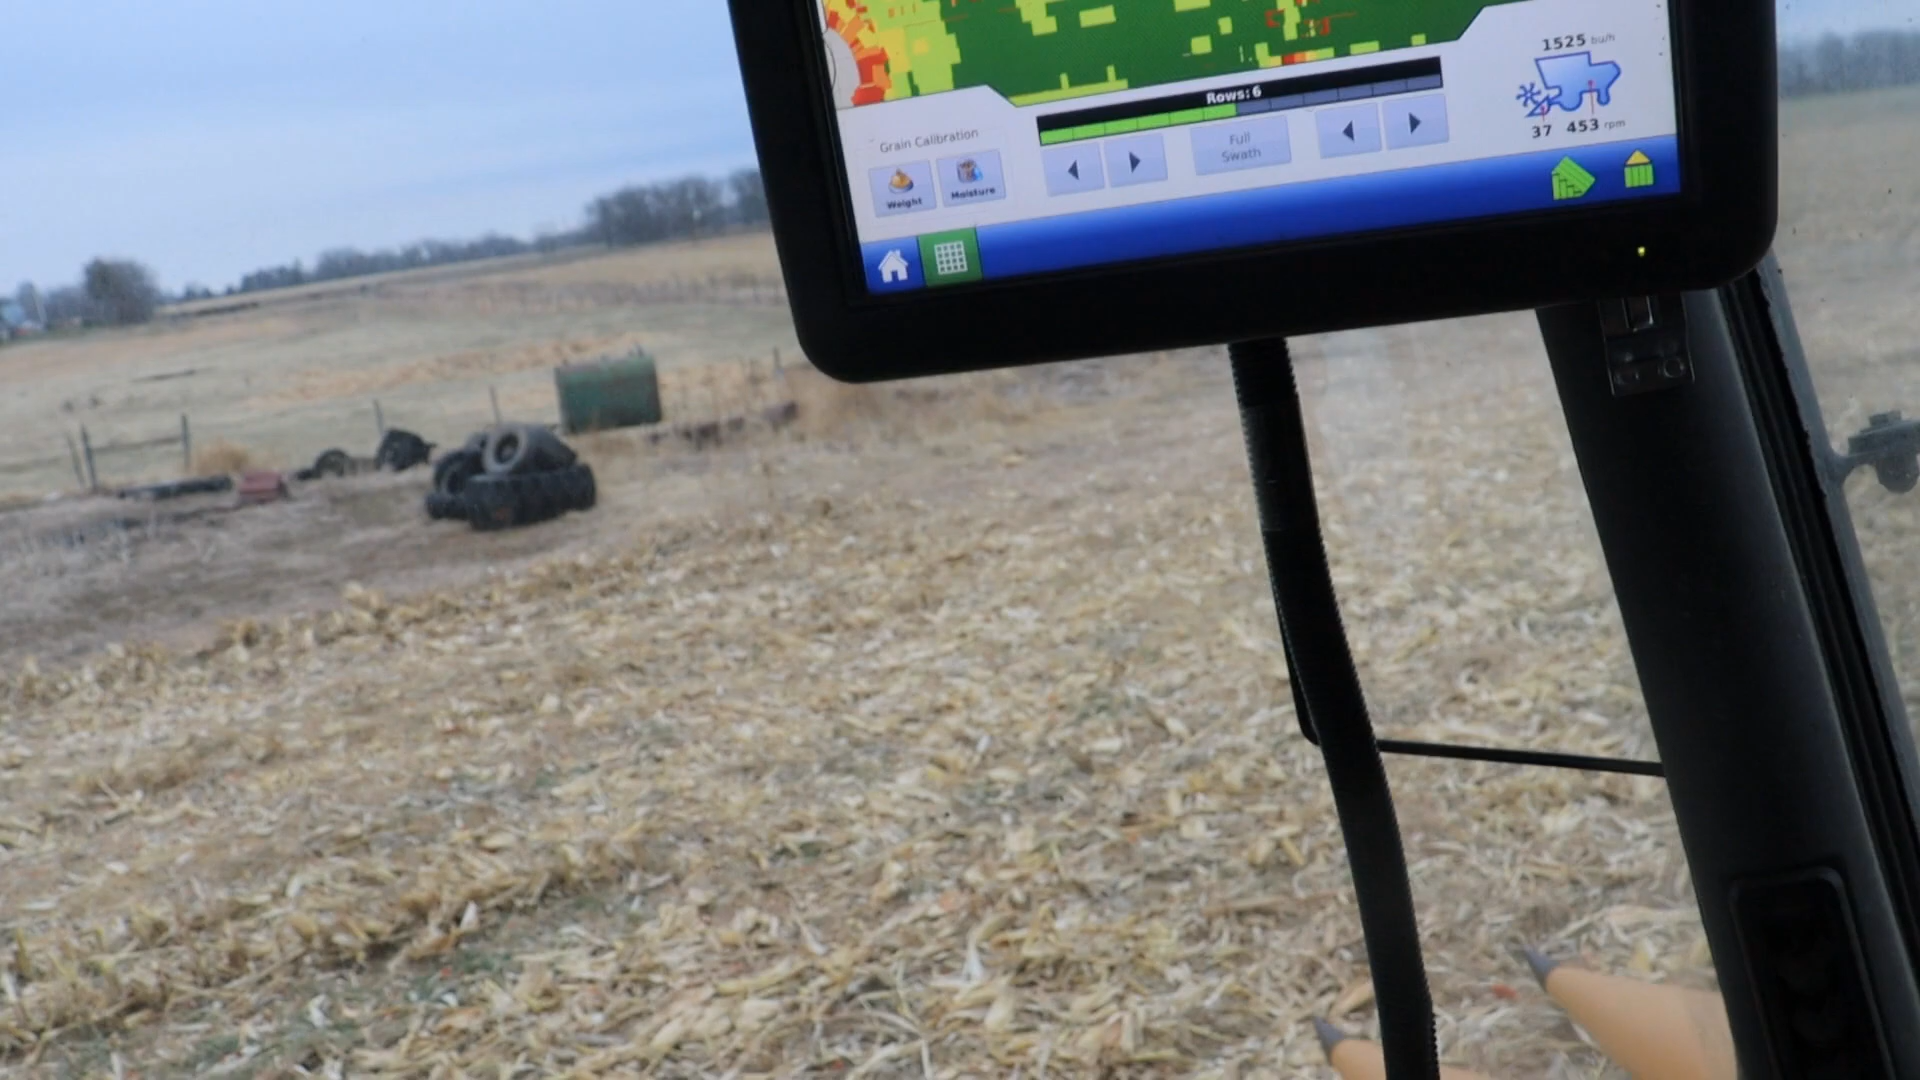 1525 bu/h
Rows: 6
Grain Calibration
Full
Swath
37 453 rpm
Weight
Moisture